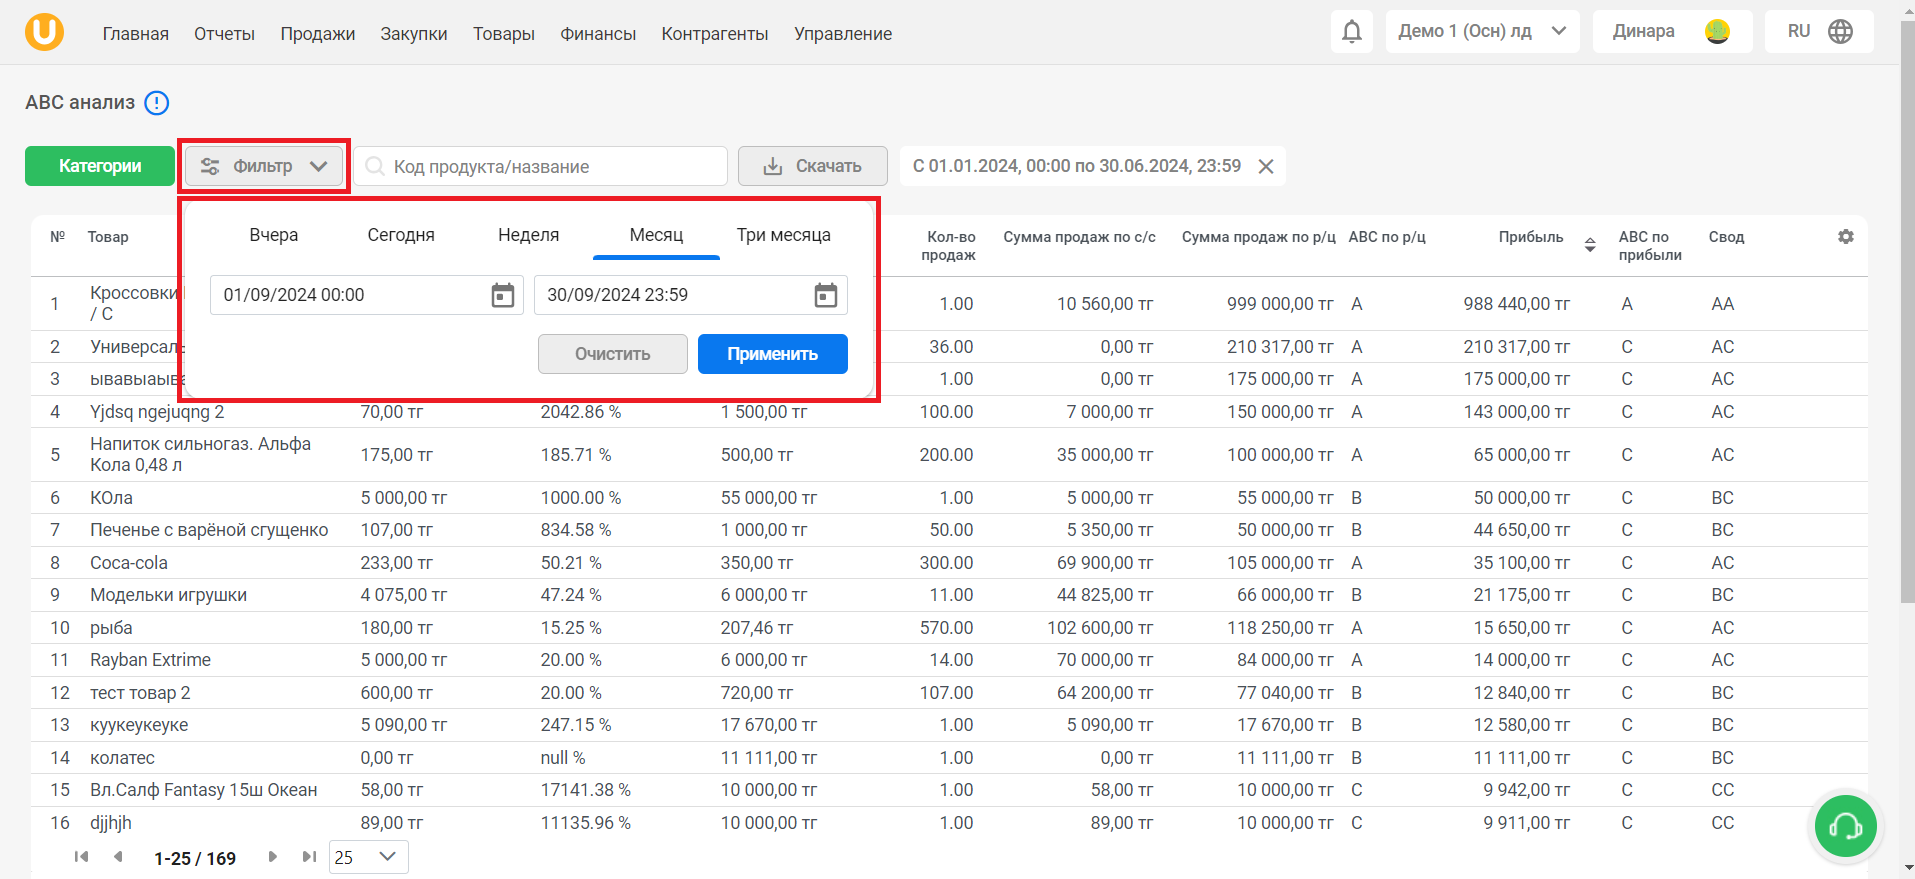 Главная Отчеты Продажи Закупки Товары Финансы Контрагенты Управление Демо 1 (Осн) лд Динара RU
ABC анализ
Категории Фильтр Код продукта/название Скачать С 01.01.2024, 00:00 по 30.06.2024, 23:59
№ Товар Кол-во продаж Сумма продаж по с/с Сумма продаж по р/ц ABC по р/ц Прибыль ABC по прибыли Свод
Вчера Сегодня Неделя Месяц Три месяца
01/09/2024 00:00 30/09/2024 23:59
Очистить Применить
1 Кроссовки / С 1.00 10 560,00 тг 999 000,00 тг A 988 440,00 тг A AA
2 36.00 0,00 тг 210 317,00 тг A 210 317,00 тг C AC
3 1.00 0,00 тг 175 000,00 тг A 175 000,00 тг C AC
4 Yjdsq ngejuqng 2 70,00 тг 2042.86 % 1 500,00 тг 100.00 7 000,00 тг 150 000,00 тг A 143 000,00 тг C AC
5 Напиток сильногаз. Альфа Кола 0,48 л 175,00 тг 185.71 % 500,00 тг 200.00 35 000,00 тг 100 000,00 тг A 65 000,00 тг C AC
6 КОла 5 000,00 тг 1000.00 % 55 000,00 тг 1.00 5 000,00 тг 55 000,00 тг B 50 000,00 тг C BC
7 Печенье с варёной сгущенко 107,00 тг 834.58 % 1 000,00 тг 50.00 5 350,00 тг 50 000,00 тг B 44 650,00 тг C BC
8 Coca-cola 233,00 тг 50.21 % 350,00 тг 300.00 69 900,00 тг 105 000,00 тг A 35 100,00 тг C AC
9 Модельки игрушки 4 075,00 тг 47.24 % 6 000,00 тг 11.00 44 825,00 тг 66 000,00 тг B 21 175,00 тг C BC
10 рыба 180,00 тг 15.25 % 207,46 тг 570.00 102 600,00 тг 118 250,00 тг A 15 650,00 тг C AC
11 Rayban Extrime 5 000,00 тг 20.00 % 6 000,00 тг 14.00 70 000,00 тг 84 000,00 тг A 14 000,00 тг C AC
12 тест товар 2 600,00 тг 20.00 % 720,00 тг 107.00 64 200,00 тг 77 040,00 тг B 12 840,00 тг C BC
13 куукеукеуке 5 090,00 тг 247.15 % 17 670,00 тг 1.00 5 090,00 тг 17 670,00 тг B 12 580,00 тг C BC
14 колатес 0,00 тг null % 11 111,00 тг 1.00 0,00 тг 11 111,00 тг B 11 111,00 тг C BC
15 Вл.Салф Fantasy 15ш Океан 58,00 тг 17141.38 % 10 000,00 тг 1.00 58,00 тг 10 000,00 тг C 9 942,00 тг C CC
16 djjhjh 89,00 тг 11135.96 % 10 000,00 тг 1.00 89,00 тг 10 000,00 тг C 9 911,00 тг C CC
1-25 / 169 25